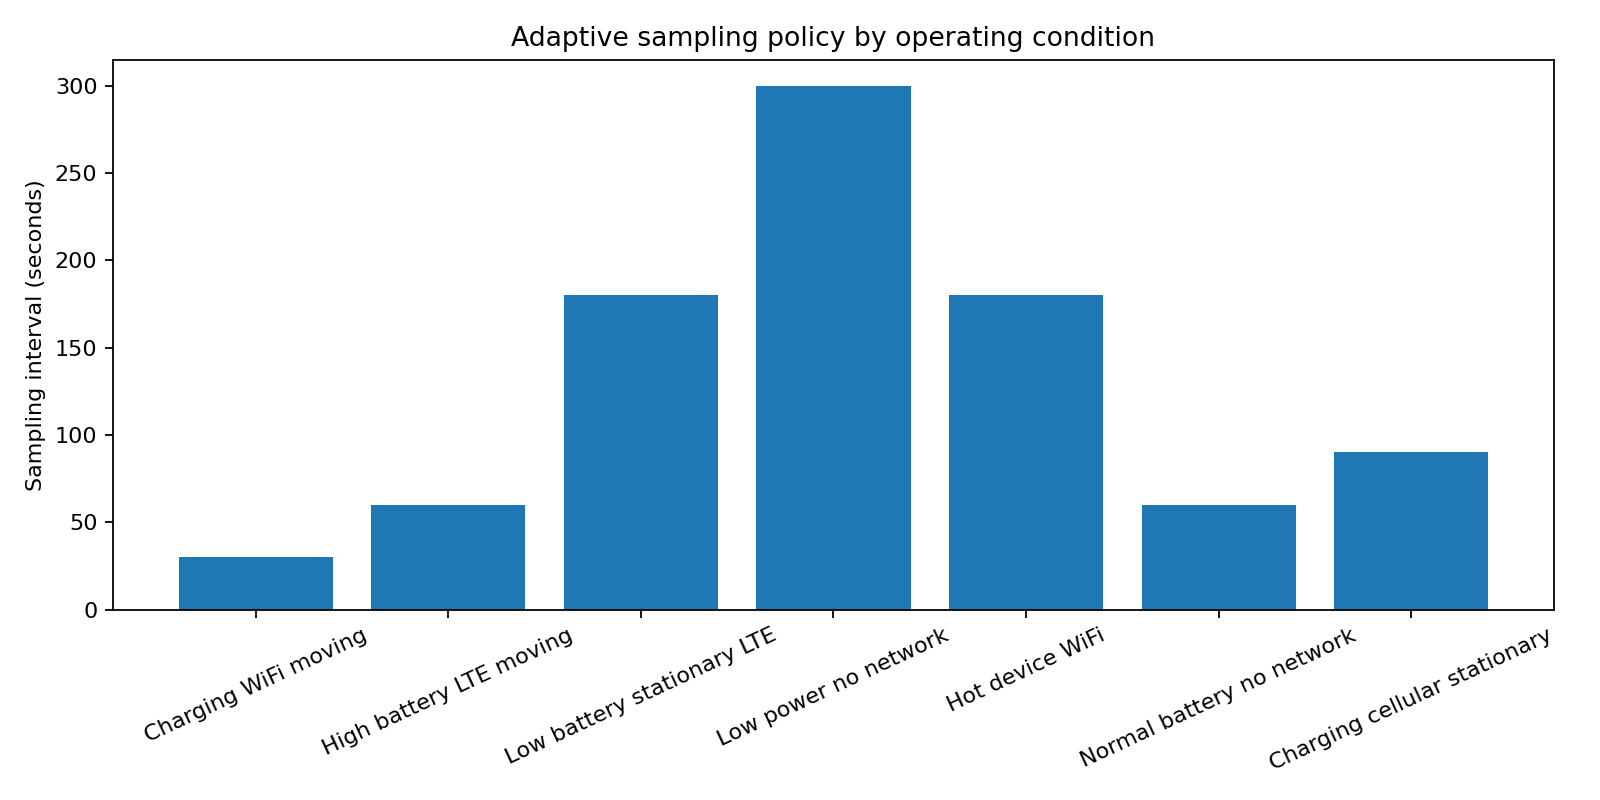 Adaptive sampling policy by operating condition
Sampling interval (seconds)
300
250
200
150
100
50
0
Charging WiFi moving
High battery LTE moving
Low battery stationary LTE
Low power no network
Hot device WiFi
Normal battery no network
Charging cellular stationary